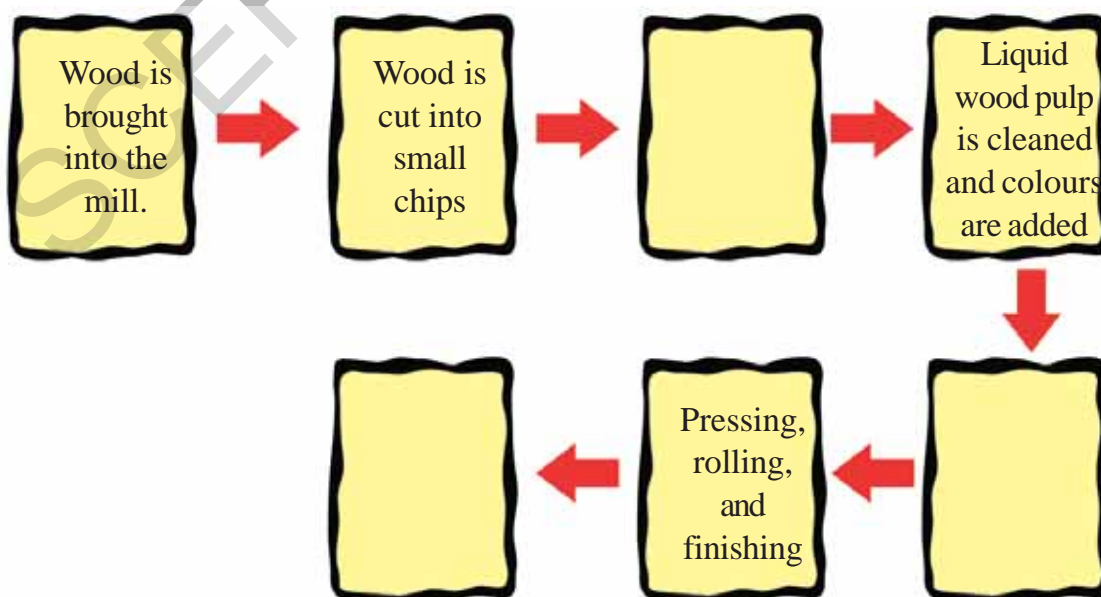 Wood is
brought
into the
mill.
Wood is
cut into
small
chips
Liquid
wood pulp
is cleaned
and colours
are added
Pressing,
rolling,
and
finishing